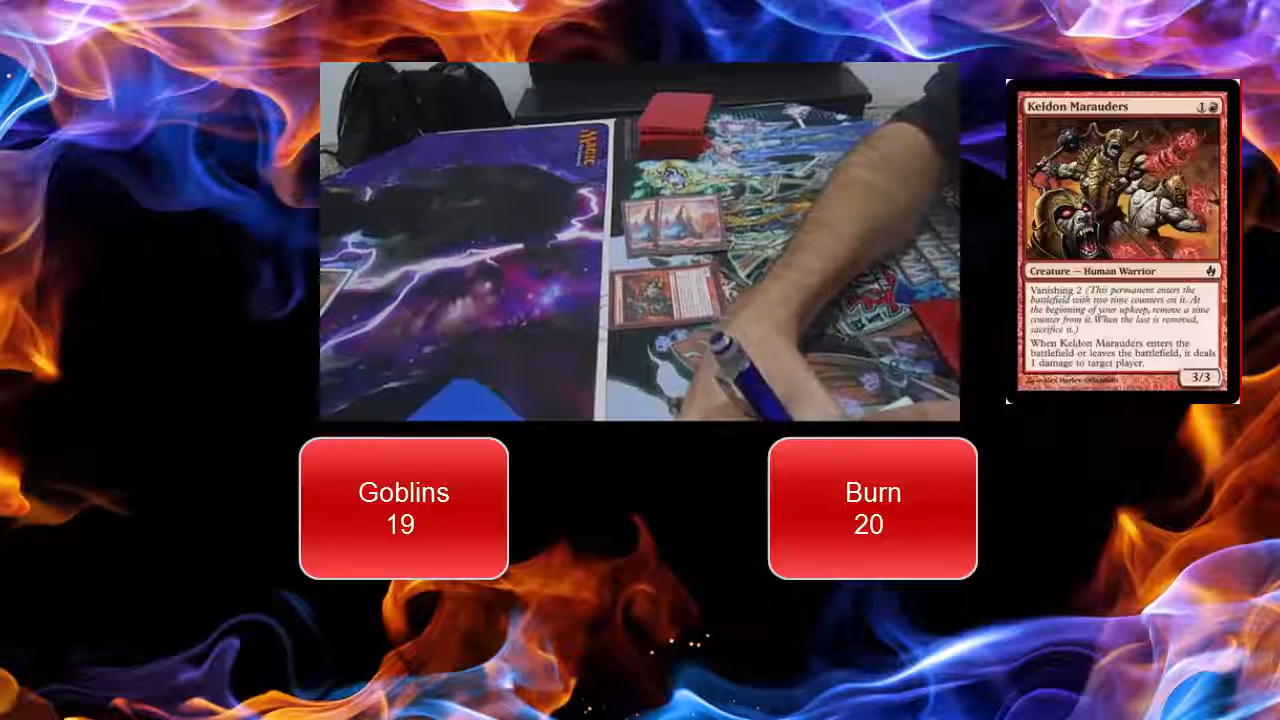 MAGIC
Keldon Marauders 1
Creature — Human Warrior
Vanishing 2 (This permanent enters the
battlefield with two time counters on it. At
the beginning of your upkeep, remove a time
counter from it. When the last is removed,
sacrifice it.)
When Keldon Marauders enters the
battlefield or leaves the battlefield, it deals
1 damage to target player.
3/3
Goblins
19
Burn
20